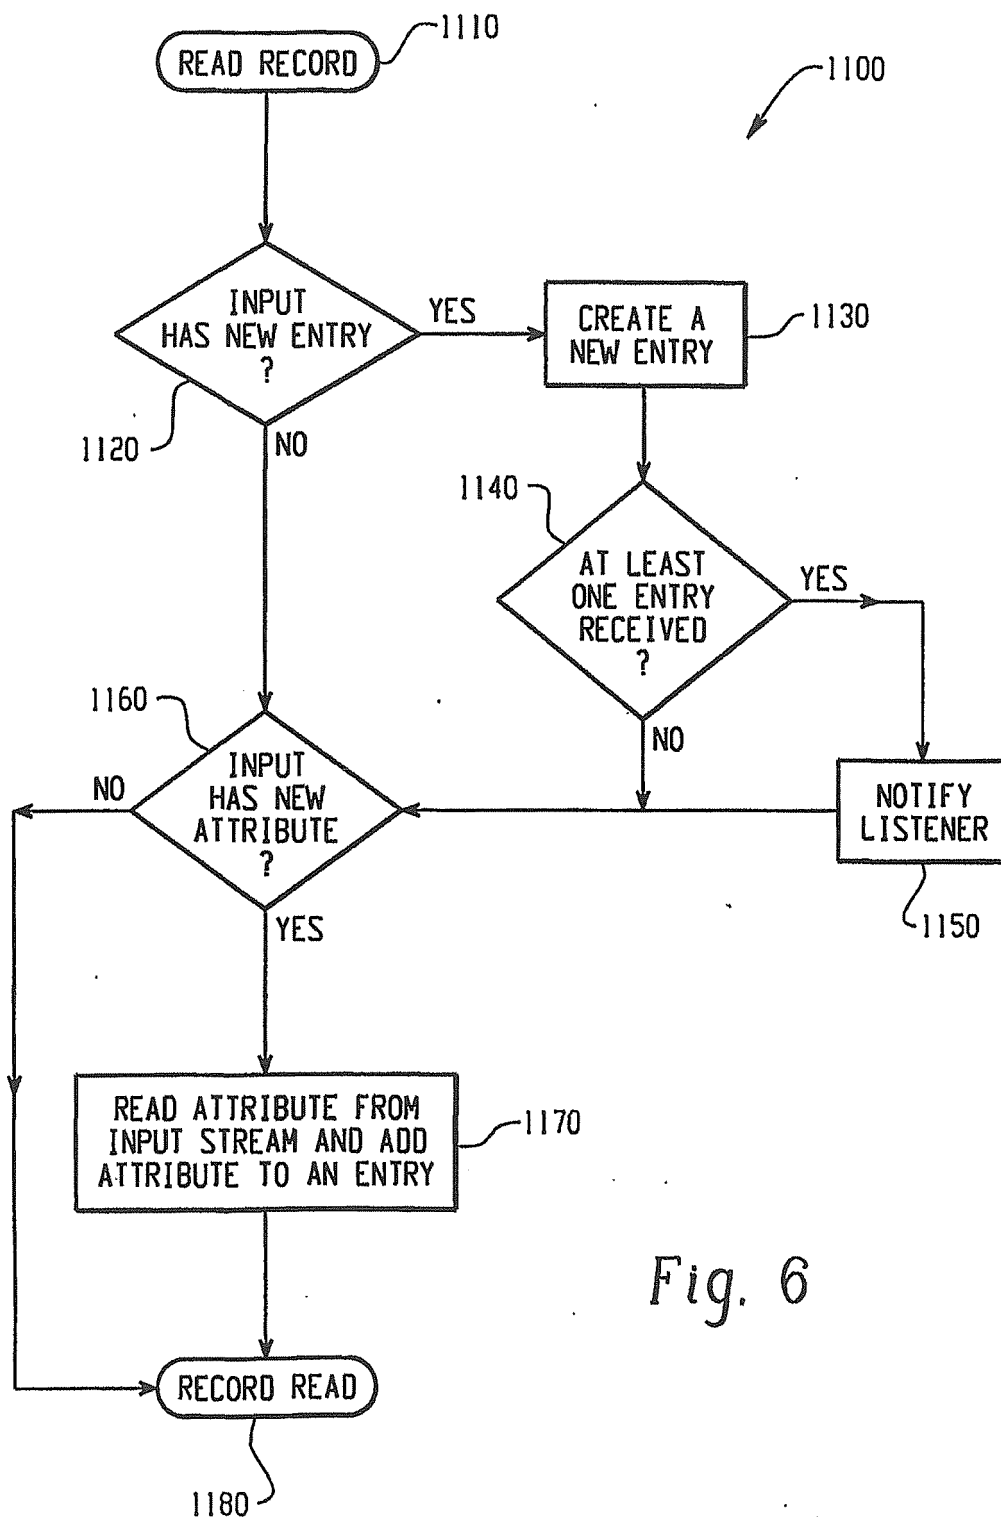 1110
READ RECORD
1100
INPUT
HAS NEW ENTRY
?
YES
CREATE A
NEW ENTRY
1130
1120
NO
1140
AT LEAST
ONE ENTRY
RECEIVED
?
YES
NO
1160
INPUT
HAS NEW
ATTRIBUTE
?
NO
YES
NOTIFY
LISTENER
1150
READ ATTRIBUTE FROM
INPUT STREAM AND ADD
ATTRIBUTE TO AN ENTRY
1170
Fig. 6
RECORD READ
1180